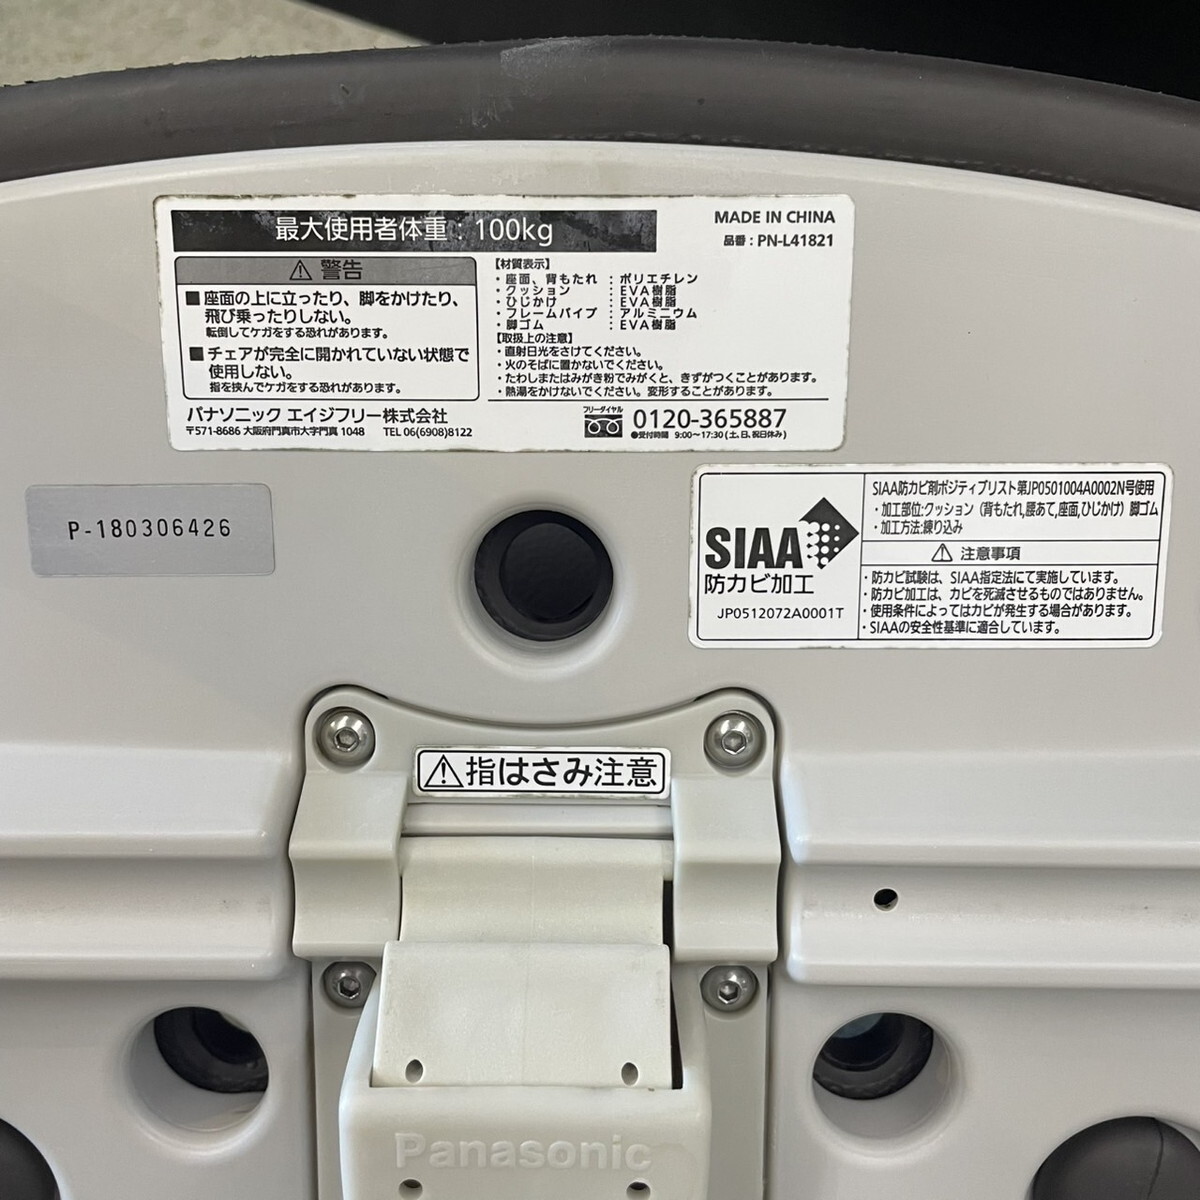 最大使用者体重：100kg
MADE IN CHINA
品番：PN-L41821
⚠ 警告
■座面の上に立ったり、脚をかけたり、
飛び乗ったりしない。
転倒してケガをする恐れがあります。
■チェアが完全に開かれていない状態で
使用しない。
指を挟んでケガをする恐れがあります。
【材質表示】
・座面、背もたれ：ポリエチレン
・クッション：EVA樹脂
・ひじかけ：EVA樹脂
・フレームパイプ：アルミニウム
・脚ゴム：EVA樹脂
【取扱上の注意】
・直射日光をさけてください。
・火のそばに置かないでください。
・たわしまたはみがき粉でみがくと、きずがつくことがあります。
・熱湯をかけないでください。変形することがあります。
パナソニック エイジフリー株式会社
〒571-8686 大阪府門真市大字門真 1048 TEL 06(6908)8122
フリーダイヤル
0120-365887
●受付時間 9:00〜17:30 (土、日、祝日休み)
P-180306426
SIAA
防カビ加工
JP0512072A0001T
SIAA防カビ剤ポジティブリスト第JP0501004A0002N号使用
・加工部位:クッション（背もたれ,腰あて,座面,ひじかけ）脚ゴム
・加工方法:練り込み
⚠ 注意事項
・防カビ試験は、SIAA指定法にて実施しています。
・防カビ加工は、カビを死滅させるものではありません。
・使用条件によってはカビが発生する場合があります。
・SIAAの安全性基準に適合しています。
⚠指はさみ注意
Panasonic